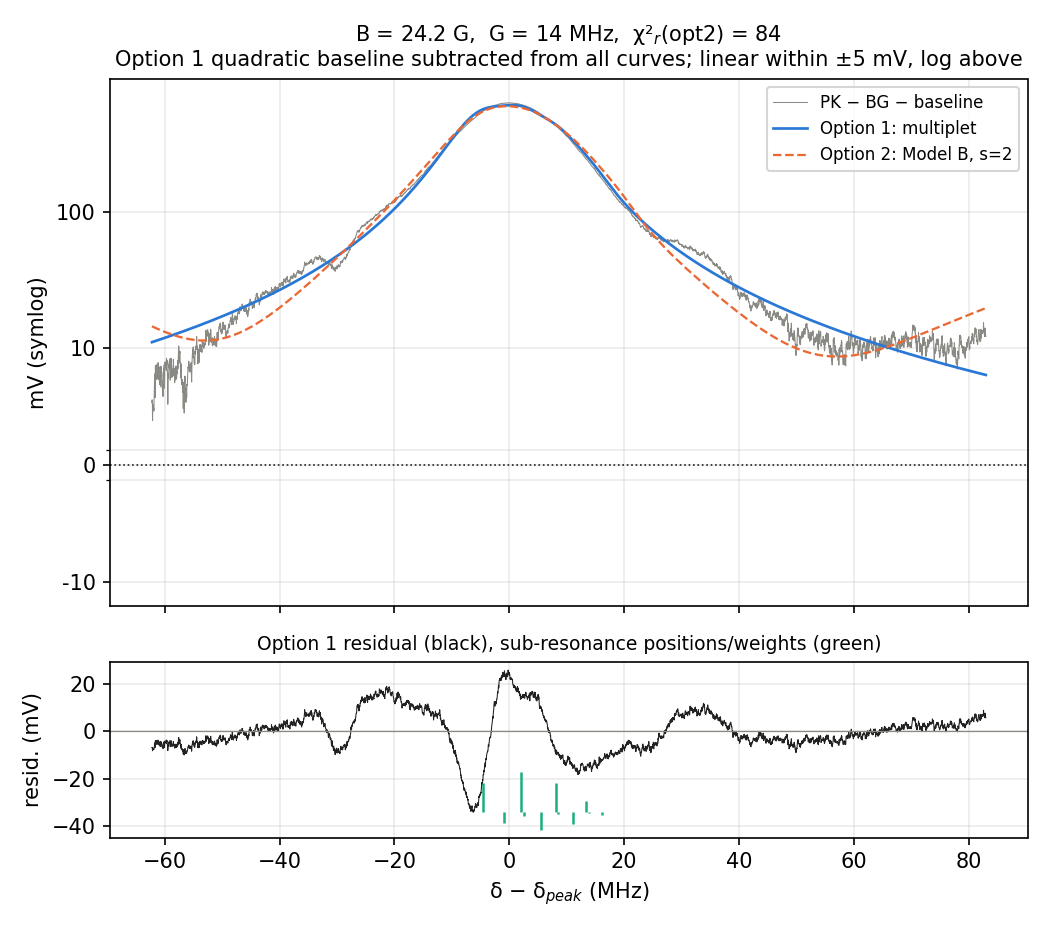 B = 24.2 G,  G = 14 MHz,  χ²ᵣ(opt2) = 84
Option 1 quadratic baseline subtracted from all curves; linear within ±5 mV, log above
PK − BG − baseline
Option 1: multiplet
Option 2: Model B, s=2
mV (symlog)
100
10
0
-10
Option 1 residual (black), sub-resonance positions/weights (green)
resid. (mV)
20
0
−20
−40
−60 −40 −20 0 20 40 60 80
δ − δpeak (MHz)